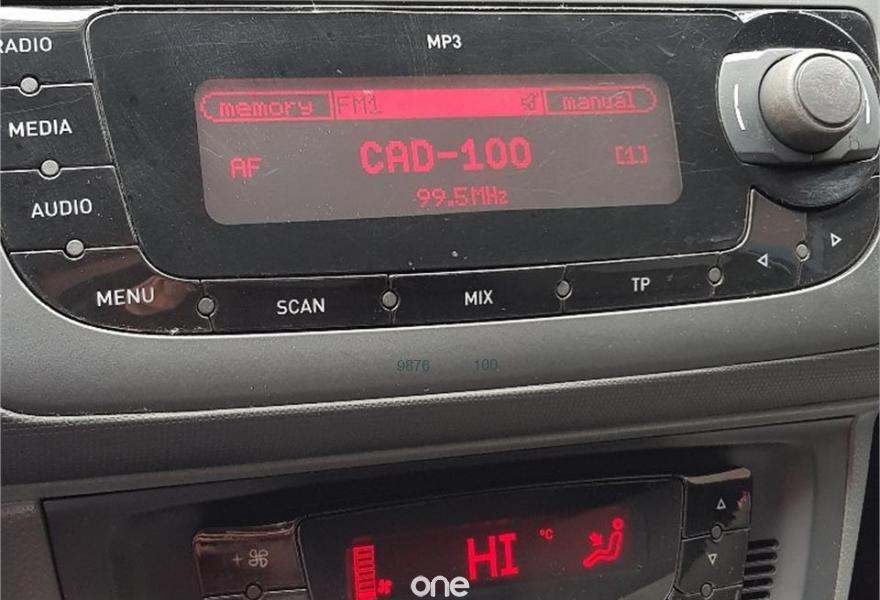 RADIO
MP3
memory FM1 manual
MEDIA
AF CAD-100 [1]
AUDIO
99.5MHz
MENU SCAN MIX TP
9876 100
HI °C
+
one